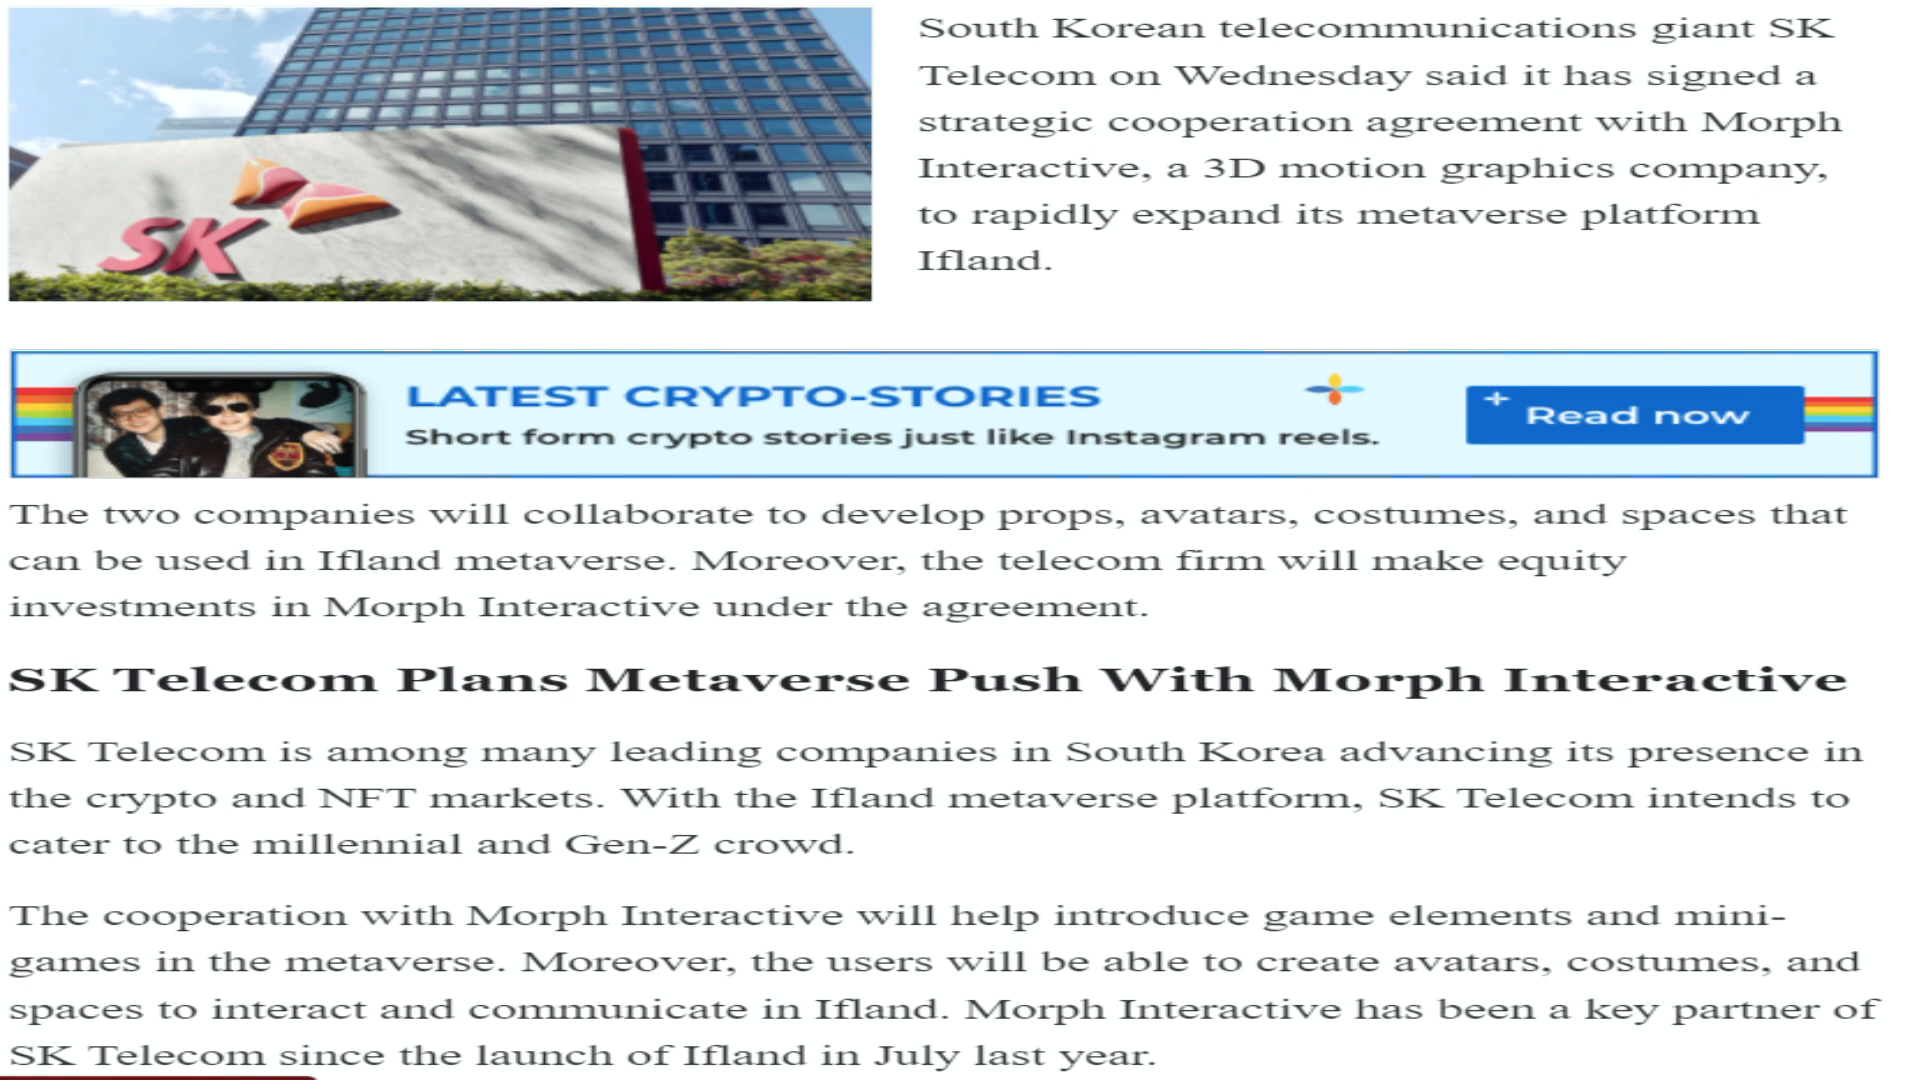 SK
South Korean telecommunications giant SK
Telecom on Wednesday said it has signed a
strategic cooperation agreement with Morph
Interactive, a 3D motion graphics company,
to rapidly expand its metaverse platform
Ifland.
LATEST CRYPTO-STORIES
Short form crypto stories just like Instagram reels.
Read now
The two companies will collaborate to develop props, avatars, costumes, and spaces that
can be used in Ifland metaverse. Moreover, the telecom firm will make equity
investments in Morph Interactive under the agreement.
SK Telecom Plans Metaverse Push With Morph Interactive
SK Telecom is among many leading companies in South Korea advancing its presence in
the crypto and NFT markets. With the Ifland metaverse platform, SK Telecom intends to
cater to the millennial and Gen-Z crowd.
The cooperation with Morph Interactive will help introduce game elements and mini-
games in the metaverse. Moreover, the users will be able to create avatars, costumes, and
spaces to interact and communicate in Ifland. Morph Interactive has been a key partner of
SK Telecom since the launch of Ifland in July last year.